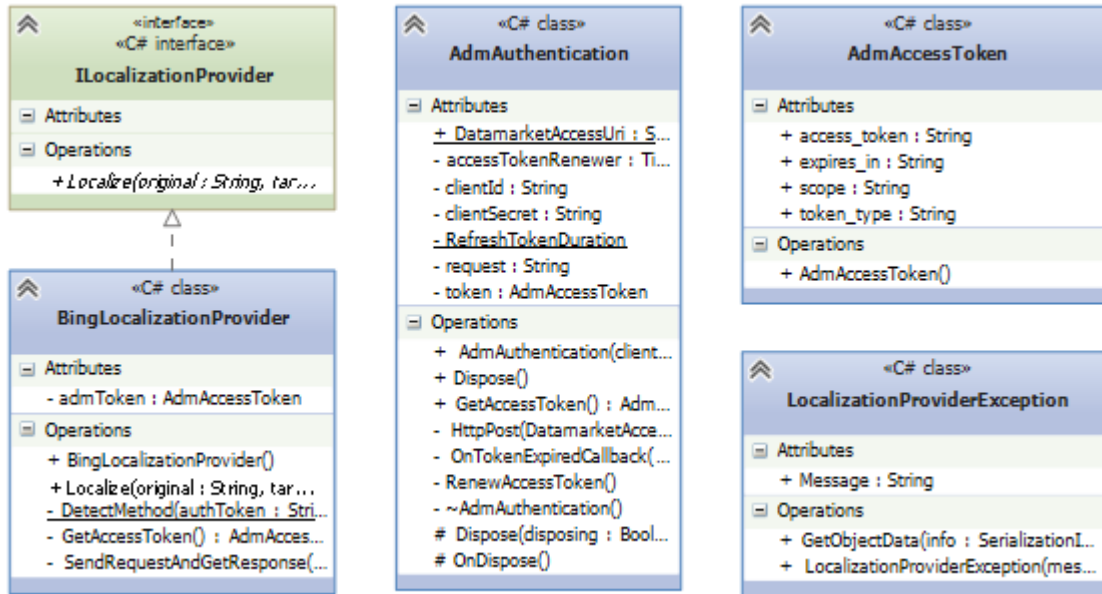 «interface»
«C# interface»
ILocalizationProvider
Attributes
Operations
+ Localize(original : String, tar...
«C# class»
BingLocalizationProvider
Attributes
- admToken : AdmAccessToken
Operations
+ BingLocalizationProvider()
+ Localize(original : String, tar...
- DetectMethod(authToken : Stri...
- GetAccessToken() : AdmAcces...
- SendRequestAndGetResponse(...
«C# class»
AdmAuthentication
Attributes
+ DatamarketAccessUri : S...
- accessTokenRenewer : Ti...
- clientId : String
- clientSecret : String
- RefreshTokenDuration
- request : String
- token : AdmAccessToken
Operations
+ AdmAuthentication(client...
+ Dispose()
+ GetAccessToken() : Adm...
- HttpPost(DatamarketAcce...
- OnTokenExpiredCallback(...
- RenewAccessToken()
- ~AdmAuthentication()
# Dispose(disposing : Bool...
# OnDispose()
«C# class»
AdmAccessToken
Attributes
+ access_token : String
+ expires_in : String
+ scope : String
+ token_type : String
Operations
+ AdmAccessToken()
«C# class»
LocalizationProviderException
Attributes
+ Message : String
Operations
+ GetObjectData(info : SerializationI...
+ LocalizationProviderException(mes...